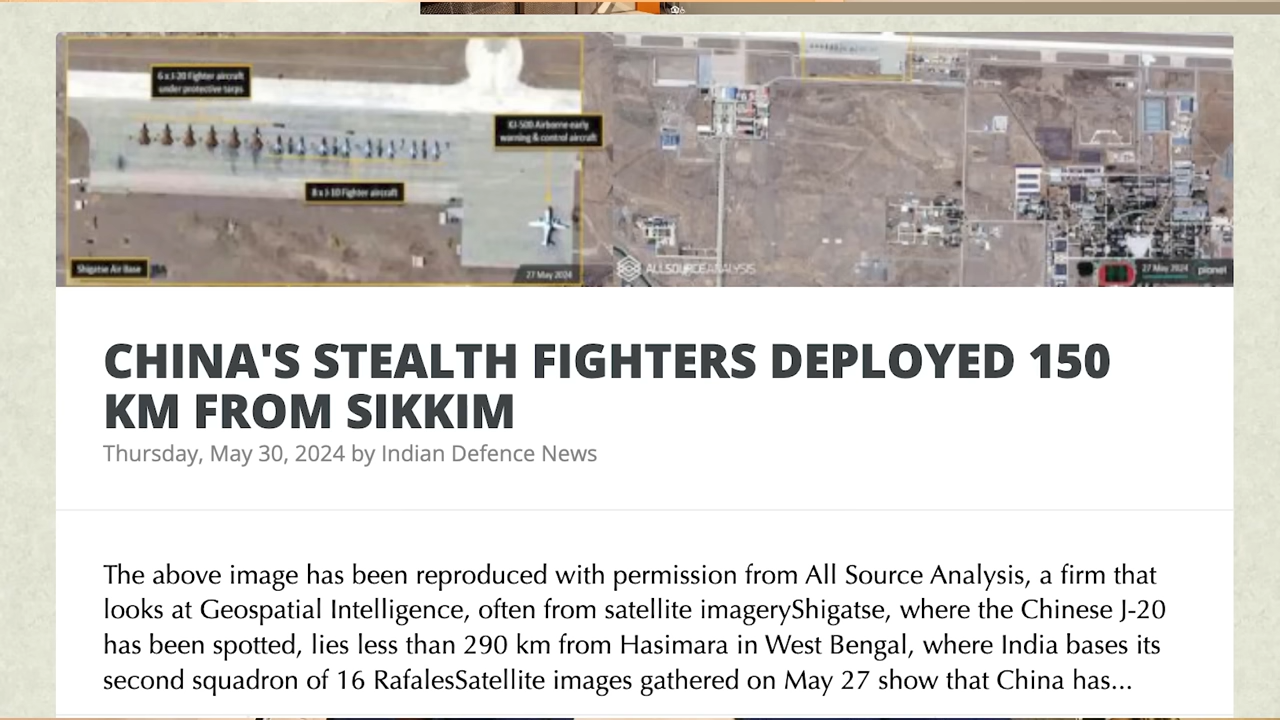 6 x J-20 Fighter aircraft
under protective tarps
KJ-500 Airborne early
warning & control aircraft
8 x J-10 Fighter aircraft
Shigatse Air Base
27 May 2024
ALLSOURCEANALYSIS
27 May 2024
planet
CHINA'S STEALTH FIGHTERS DEPLOYED 150
KM FROM SIKKIM
Thursday, May 30, 2024 by Indian Defence News
The above image has been reproduced with permission from All Source Analysis, a firm that
looks at Geospatial Intelligence, often from satellite imageryShigatse, where the Chinese J-20
has been spotted, lies less than 290 km from Hasimara in West Bengal, where India bases its
second squadron of 16 RafalesSatellite images gathered on May 27 show that China has...